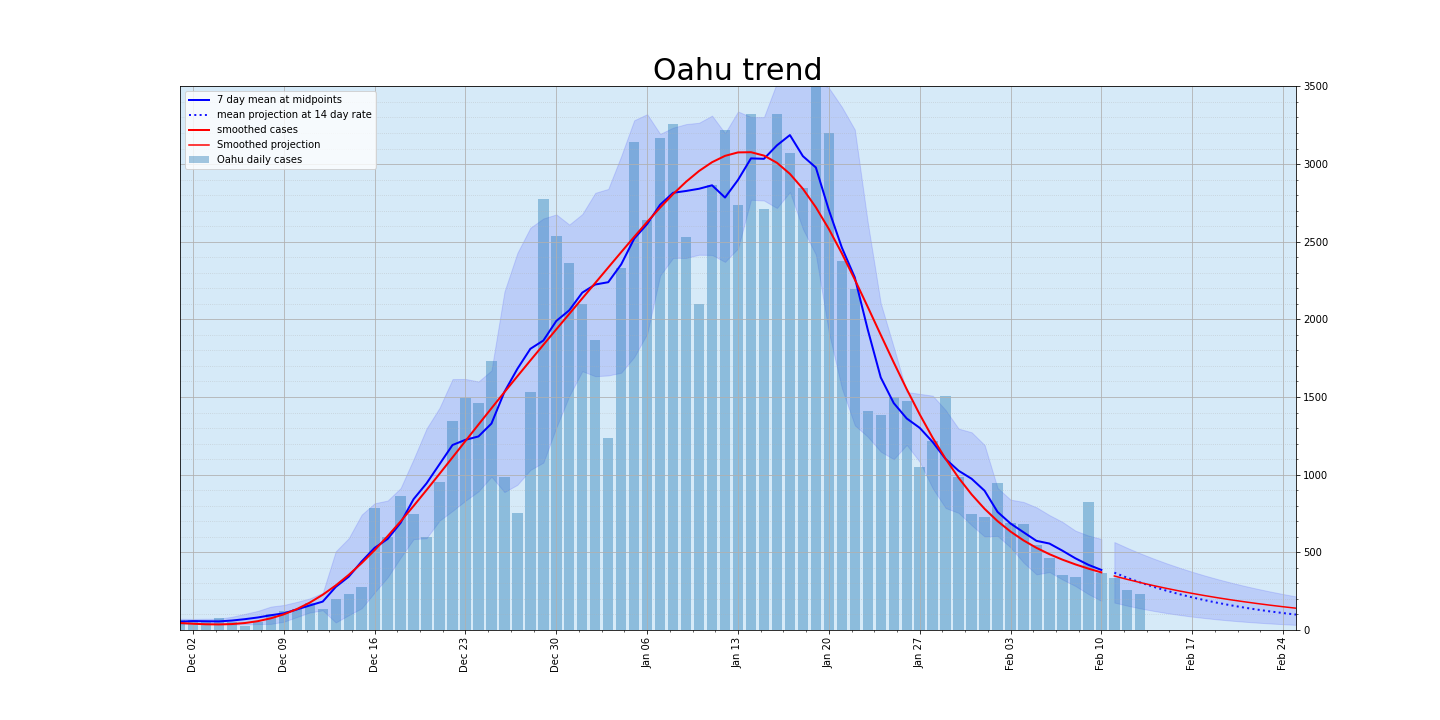 Oahu trend
7 day mean at midpoints
mean projection at 14 day rate
smoothed cases
Smoothed projection
Oahu daily cases
3500
3000
2500
2000
1500
1000
500
0
Dec 02
Dec 09
Dec 16
Dec 23
Dec 30
Jan 06
Jan 13
Jan 20
Jan 27
Feb 03
Feb 10
Feb 17
Feb 24